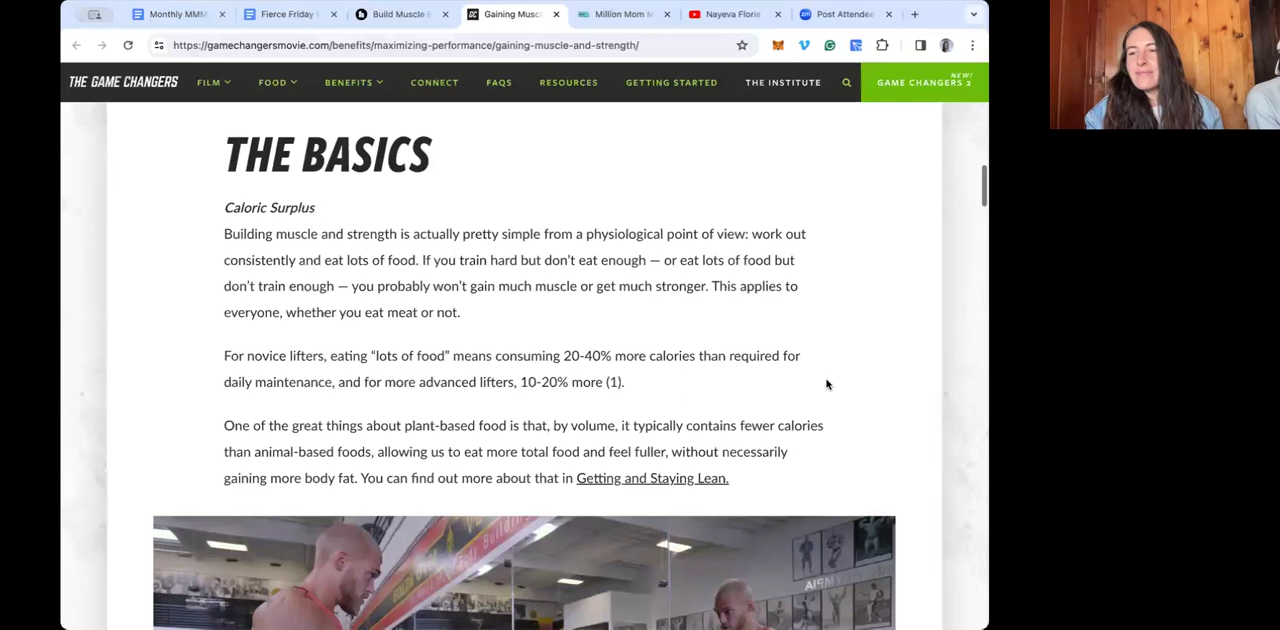 Monthly MMM
Fierce Friday
Build Muscle
Gaining Musc
Million Mom M
Nayeva Florie
Post Attendee
https://gamechangersmovie.com/benefits/maximizing-performance/gaining-muscle-and-strength/
THE GAME CHANGERS
FILM
FOOD
BENEFITS
CONNECT
FAQS
RESOURCES
GETTING STARTED
THE INSTITUTE
NEW!
GAME CHANGERS 2
THE BASICS
Caloric Surplus
Building muscle and strength is actually pretty simple from a physiological point of view: work out
consistently and eat lots of food. If you train hard but don't eat enough — or eat lots of food but
don't train enough — you probably won't gain much muscle or get much stronger. This applies to
everyone, whether you eat meat or not.
For novice lifters, eating “lots of food” means consuming 20-40% more calories than required for
daily maintenance, and for more advanced lifters, 10-20% more (1).
One of the great things about plant-based food is that, by volume, it typically contains fewer calories
than animal-based foods, allowing us to eat more total food and feel fuller, without necessarily
gaining more body fat. You can find out more about that in Getting and Staying Lean.